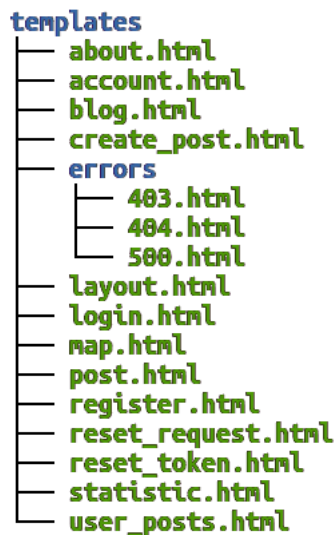 templates
about.html
account.html
blog.html
create_post.html
errors
403.html
404.html
500.html
layout.html
login.html
map.html
post.html
register.html
reset_request.html
reset_token.html
statistic.html
user_posts.html